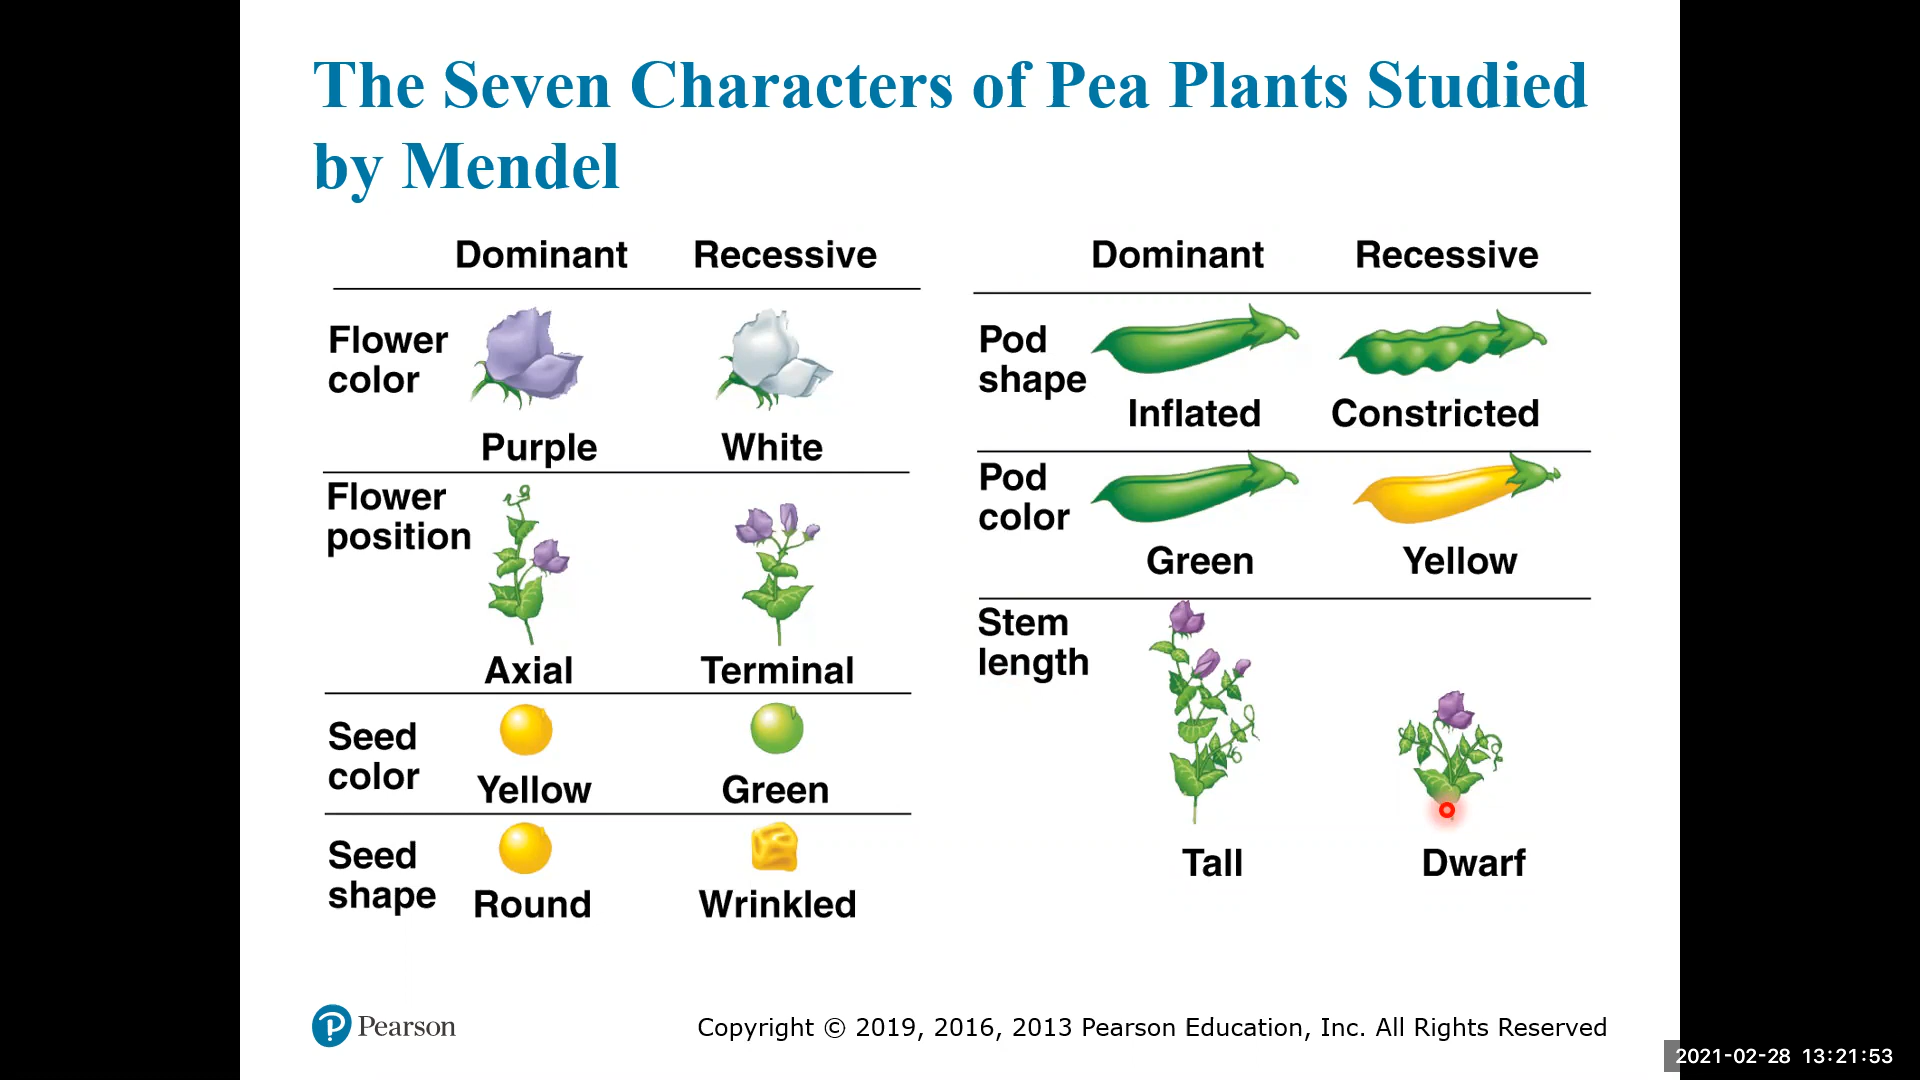 The Seven Characters of Pea Plants Studied
by Mendel
Dominant Recessive
Flower
color
Purple White
Flower
position
Axial Terminal
Seed
color
Yellow Green
Seed
shape
Round Wrinkled
Dominant Recessive
Pod
shape
Inflated Constricted
Pod
color
Green Yellow
Stem
length
Tall Dwarf
Pearson
Copyright © 2019, 2016, 2013 Pearson Education, Inc. All Rights Reserved
2021-02-28 13:21:53